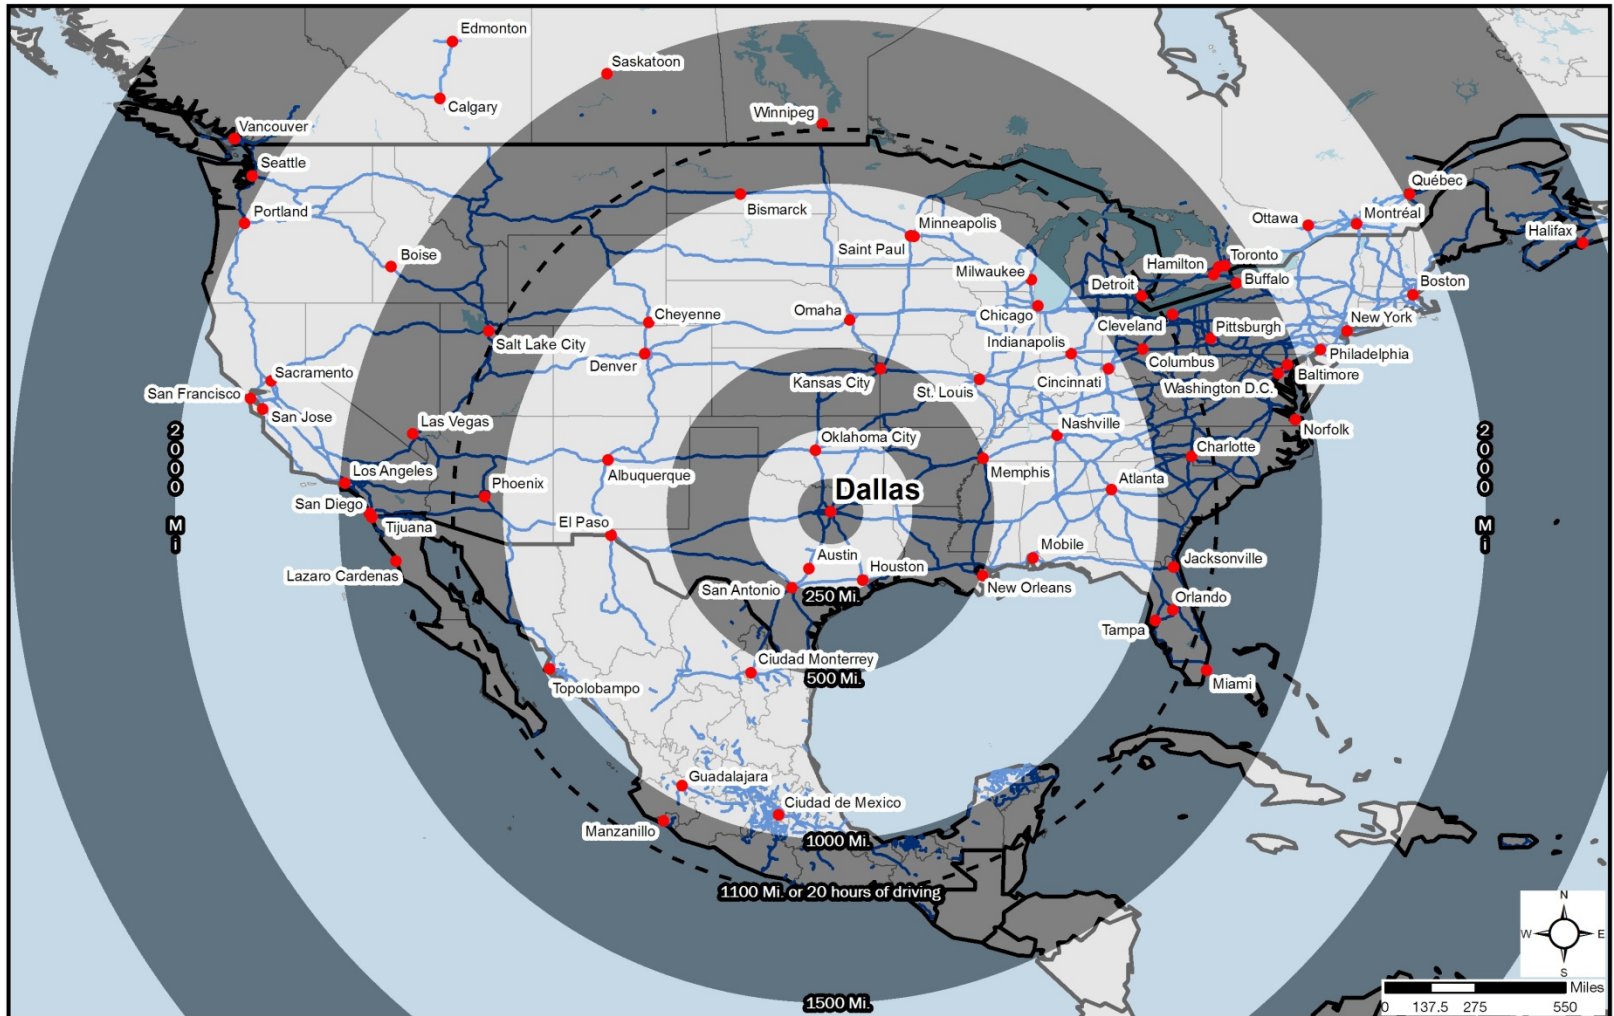 Edmonton
Saskatoon
Calgary
Winnipeg
Vancouver
Seattle
Portland
Bismarck
Québec
Montréal
Ottawa
Halifax
Minneapolis
Saint Paul
Boise
Milwaukee
Hamilton
Toronto
Detroit
Buffalo
Boston
Cheyenne
Omaha
Chicago
Cleveland
Pittsburgh
New York
Salt Lake City
Denver
Indianapolis
Columbus
Philadelphia
Sacramento
Kansas City
St. Louis
Cincinnati
Washington D.C.
Baltimore
San Francisco
San Jose
Las Vegas
Oklahoma City
Nashville
Norfolk
Charlotte
2000 Mi
2000 Mi
Los Angeles
Albuquerque
Memphis
Phoenix
Dallas
Atlanta
San Diego
Tijuana
El Paso
Austin
Houston
Mobile
Jacksonville
Lazaro Cardenas
San Antonio
250 Mi.
New Orleans
Orlando
Tampa
Ciudad Monterrey
500 Mi.
Topolobampo
Miami
Guadalajara
Ciudad de Mexico
Manzanillo
1000 Mi.
1100 Mi. or 20 hours of driving
1500 Mi.
N
W
E
S
Miles
0 137.5 275 550